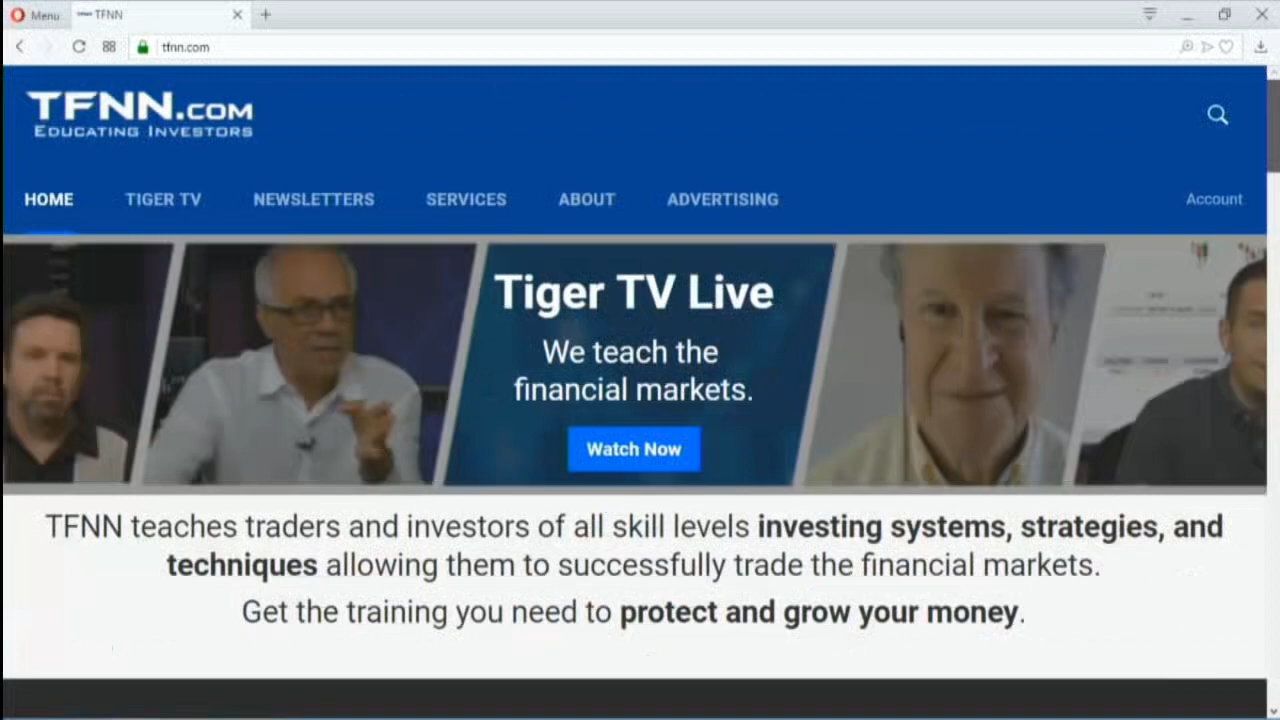 Menu
TFNN
tfnn.com
TFNN.COM
EDUCATING INVESTORS
HOME TIGER TV NEWSLETTERS SERVICES ABOUT ADVERTISING Account
Tiger TV Live
We teach the
financial markets.
Watch Now
TFNN teaches traders and investors of all skill levels investing systems, strategies, and
techniques allowing them to successfully trade the financial markets.
Get the training you need to protect and grow your money.